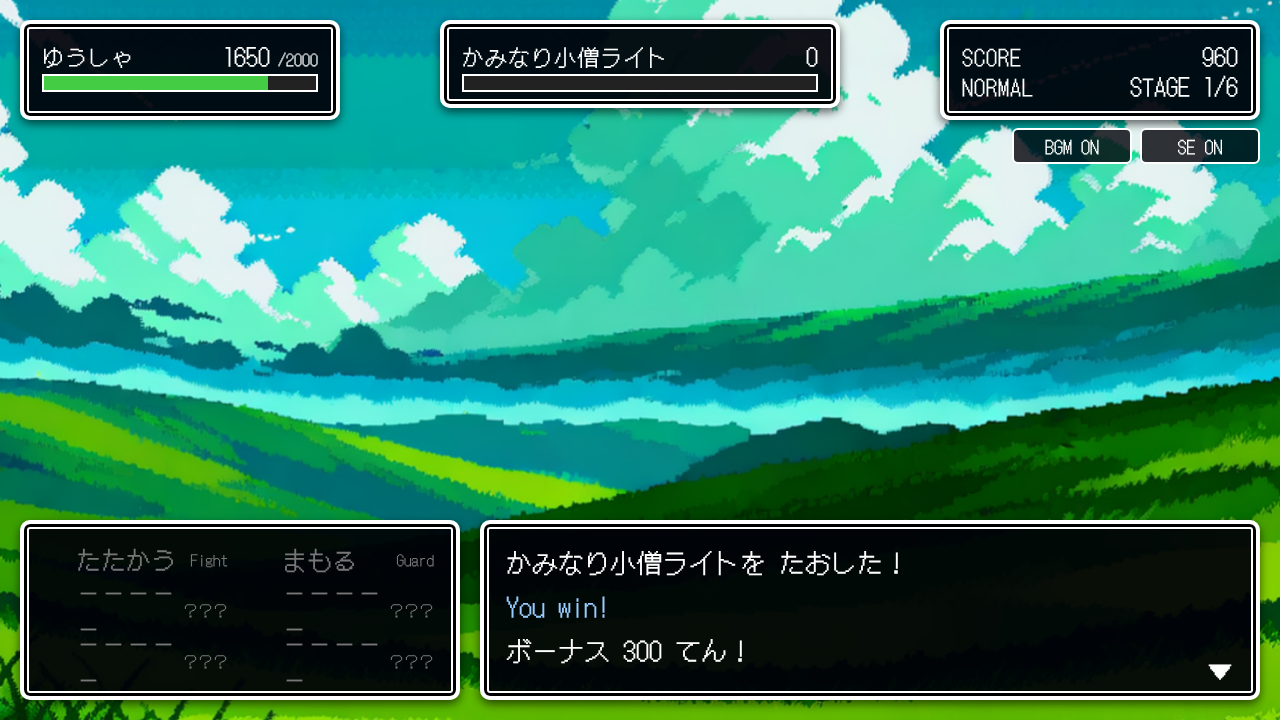 ゆうしゃ 1650 /2000
かみなり小僧ライト 0
SCORE 960
NORMAL STAGE 1/6
BGM ON SE ON
たたかう Fight まもる Guard
ーーーーー ??? ーーーーー ???
ーーーーー ??? ーーーーー ???
かみなり小僧ライトを たおした！
You win!
ボーナス 300 てん！